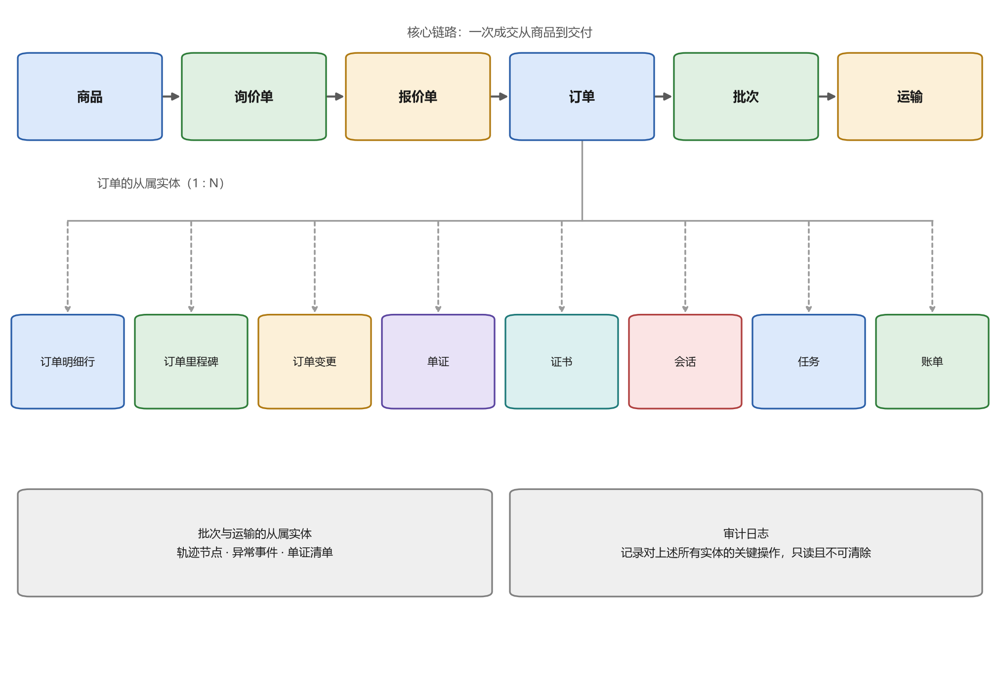 核心链路：一次成交从商品到交付
商品
询价单
报价单
订单
批次
运输
订单的从属实体（1 : N）
订单明细行
订单里程碑
订单变更
单证
证书
会话
任务
账单
批次与运输的从属实体
轨迹节点 · 异常事件 · 单证清单
审计日志
记录对上述所有实体的关键操作，只读且不可清除